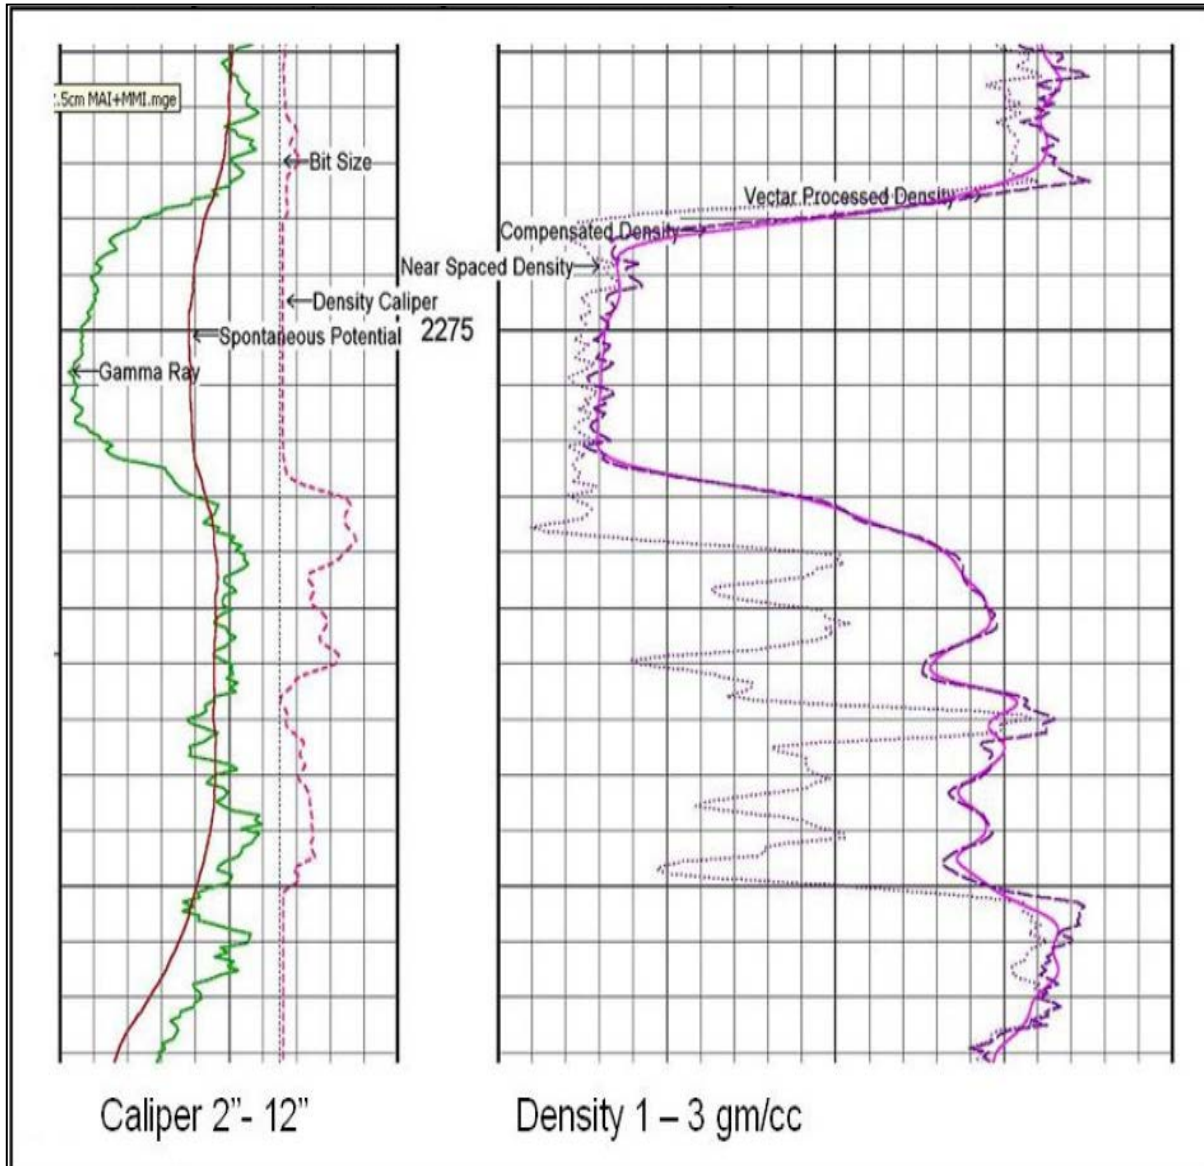 :.5cm MAI+MMI.mge
Bit Size
Vectar Processed Density
Compensated Density
Near Spaced Density
Density Caliper
Spontaneous Potential 2275
Gamma Ray
Caliper 2”- 12” Density 1 – 3 gm/cc